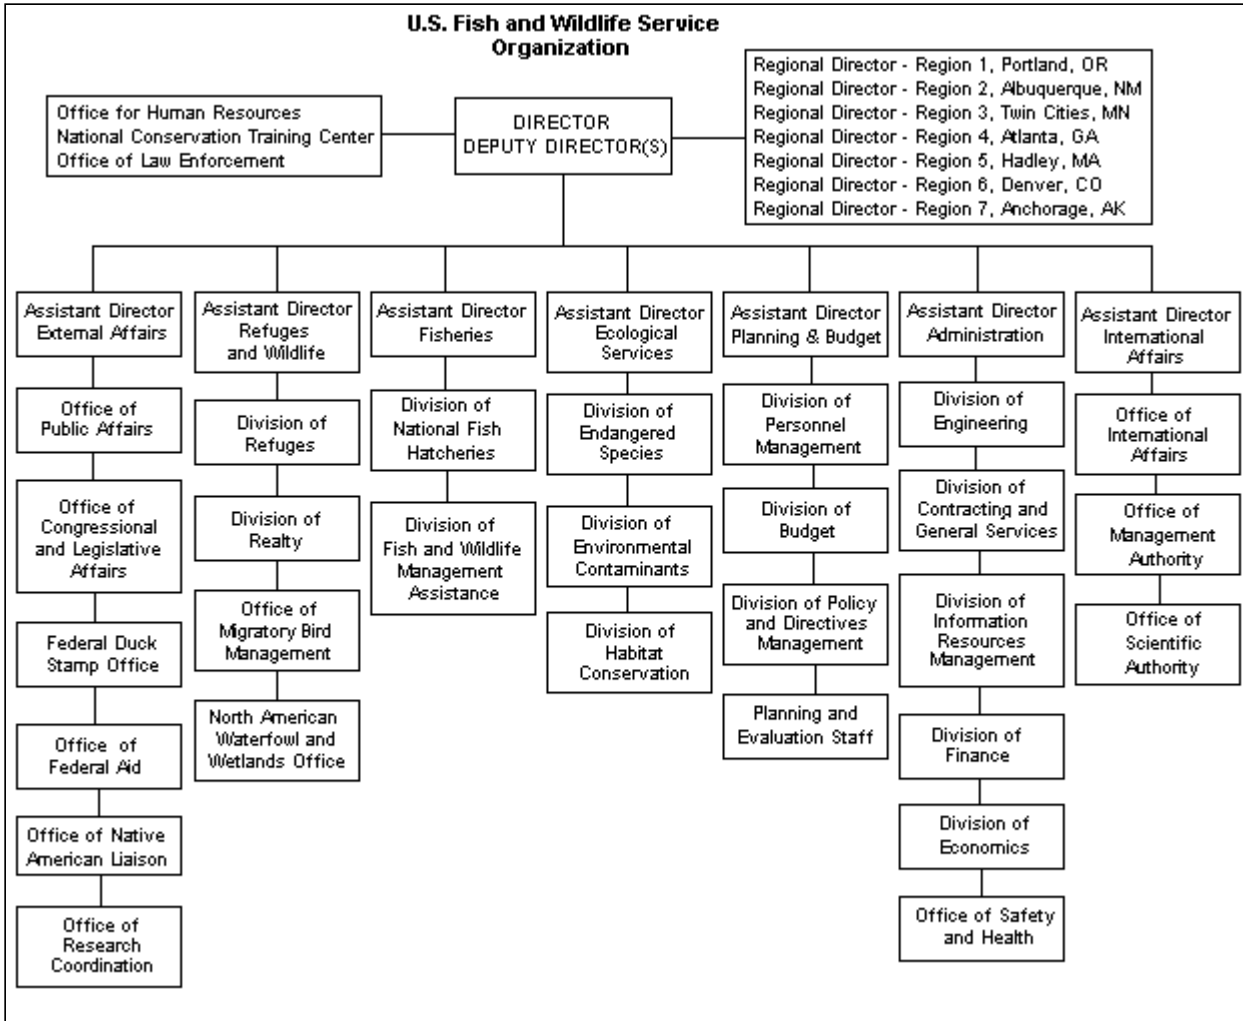 U.S. Fish and Wildlife Service
Organization
Office for Human Resources
National Conservation Training Center
Office of Law Enforcement
DIRECTOR
DEPUTY DIRECTOR(S)
Regional Director - Region 1, Portland, OR
Regional Director - Region 2, Albuquerque, NM
Regional Director - Region 3, Twin Cities, MN
Regional Director - Region 4, Atlanta, GA
Regional Director - Region 5, Hadley, MA
Regional Director - Region 6, Denver, CO
Regional Director - Region 7, Anchorage, AK
Assistant Director
External Affairs
Office of
Public Affairs
Office of
Congressional
and Legislative
Affairs
Federal Duck
Stamp Office
Office of
Federal Aid
Office of Native
American Liaison
Office of
Research
Coordination
Assistant Director
Refuges
and Wildlife
Division of
Refuges
Division of
Realty
Office of
Migratory Bird
Management
North American
Waterfowl and
Wetlands Office
Assistant Director
Fisheries
Division of
National Fish
Hatcheries
Division of
Fish and Wildlife
Management
Assistance
Assistant Director
Ecological
Services
Division of
Endangered
Species
Division of
Environmental
Contaminants
Division of
Habitat
Conservation
Assistant Director
Planning & Budget
Division of
Personnel
Management
Division of
Budget
Division of Policy
and Directives
Management
Planning and
Evaluation Staff
Assistant Director
Administration
Division of
Engineering
Division of
Contracting and
General Services
Division of
Information
Resources
Management
Division of
Finance
Division of
Economics
Office of Safety
and Health
Assistant Director
International
Affairs
Office of
International
Affairs
Office of
Management
Authority
Office of
Scientific
Authority